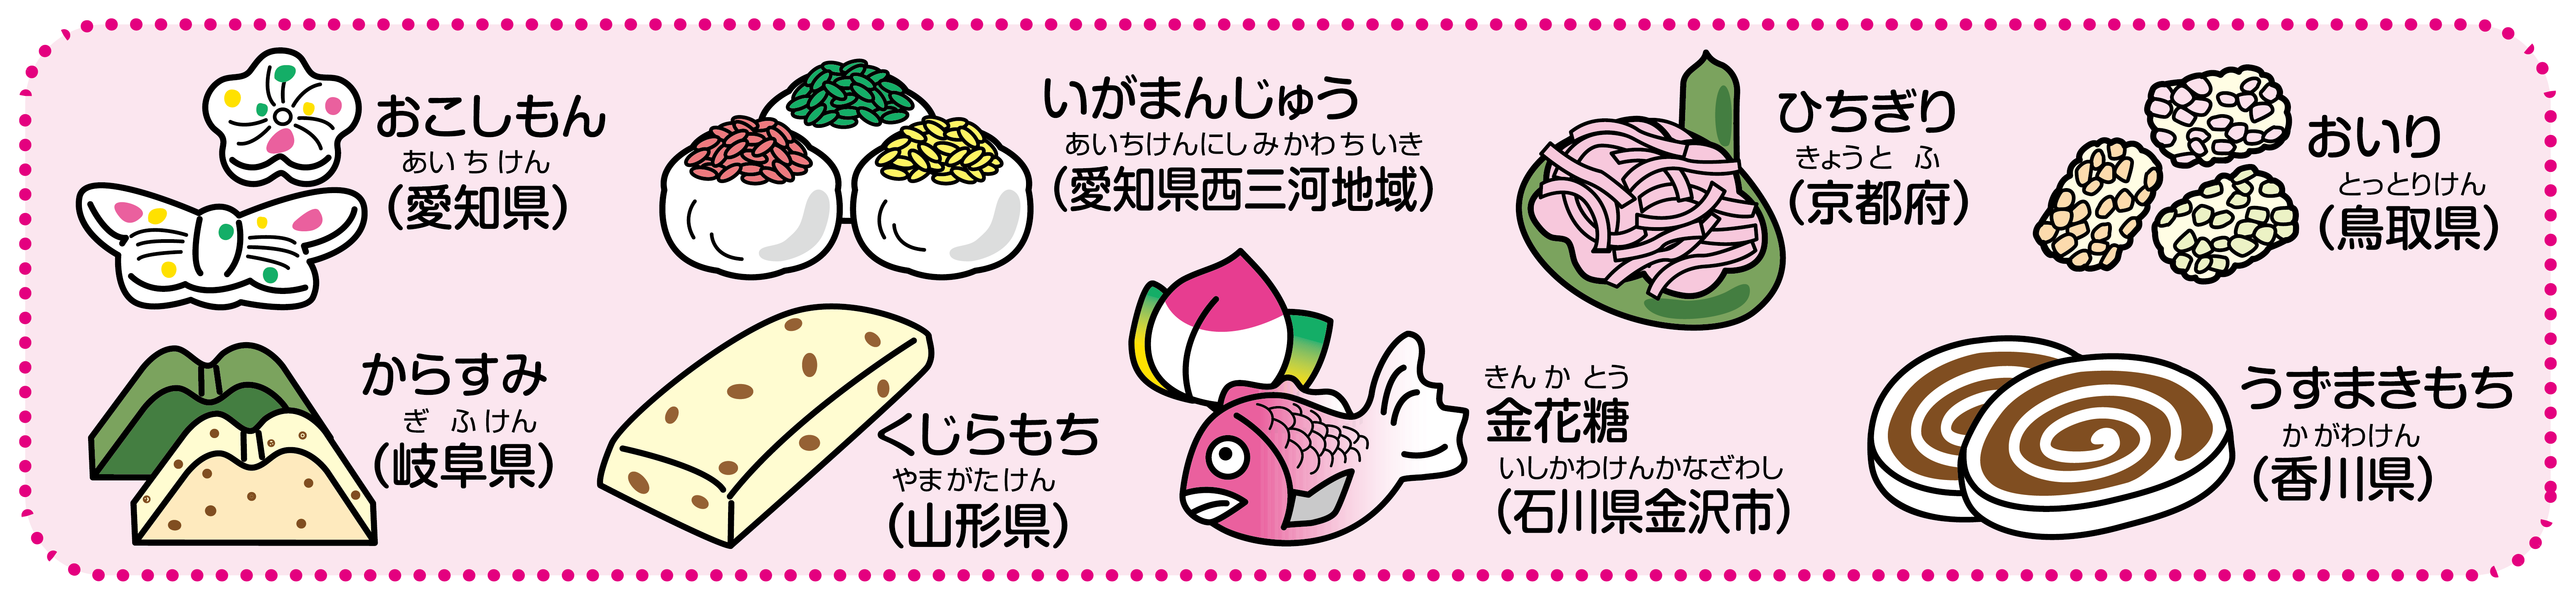 おこしもん
あいちけん
（愛知県）
いがまんじゅう
あいちけんにしみかわちいき
（愛知県西三河地域）
ひちぎり
きょうとふ
（京都府）
おいり
とっとりけん
（鳥取県）
からすみ
ぎふけん
（岐阜県）
くじらもち
やまがたけん
（山形県）
きんかとう
金花糖
いしかわけんかなざわし
（石川県金沢市）
うずまきもち
かがわけん
（香川県）